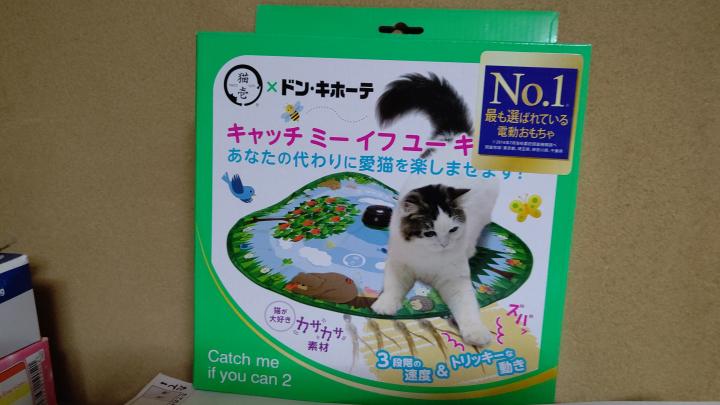 猫壱
×ドン・キホーテ
No.1
最も選ばれている
電動おもちゃ
キャッチ ミー イフ ユー キ
あなたの代わりに愛猫を楽しませます!
猫が
大好き
カサカサ
素材
ズバッ
3段階の
速度
&
トリッキーな
動き
Catch me
if you can 2